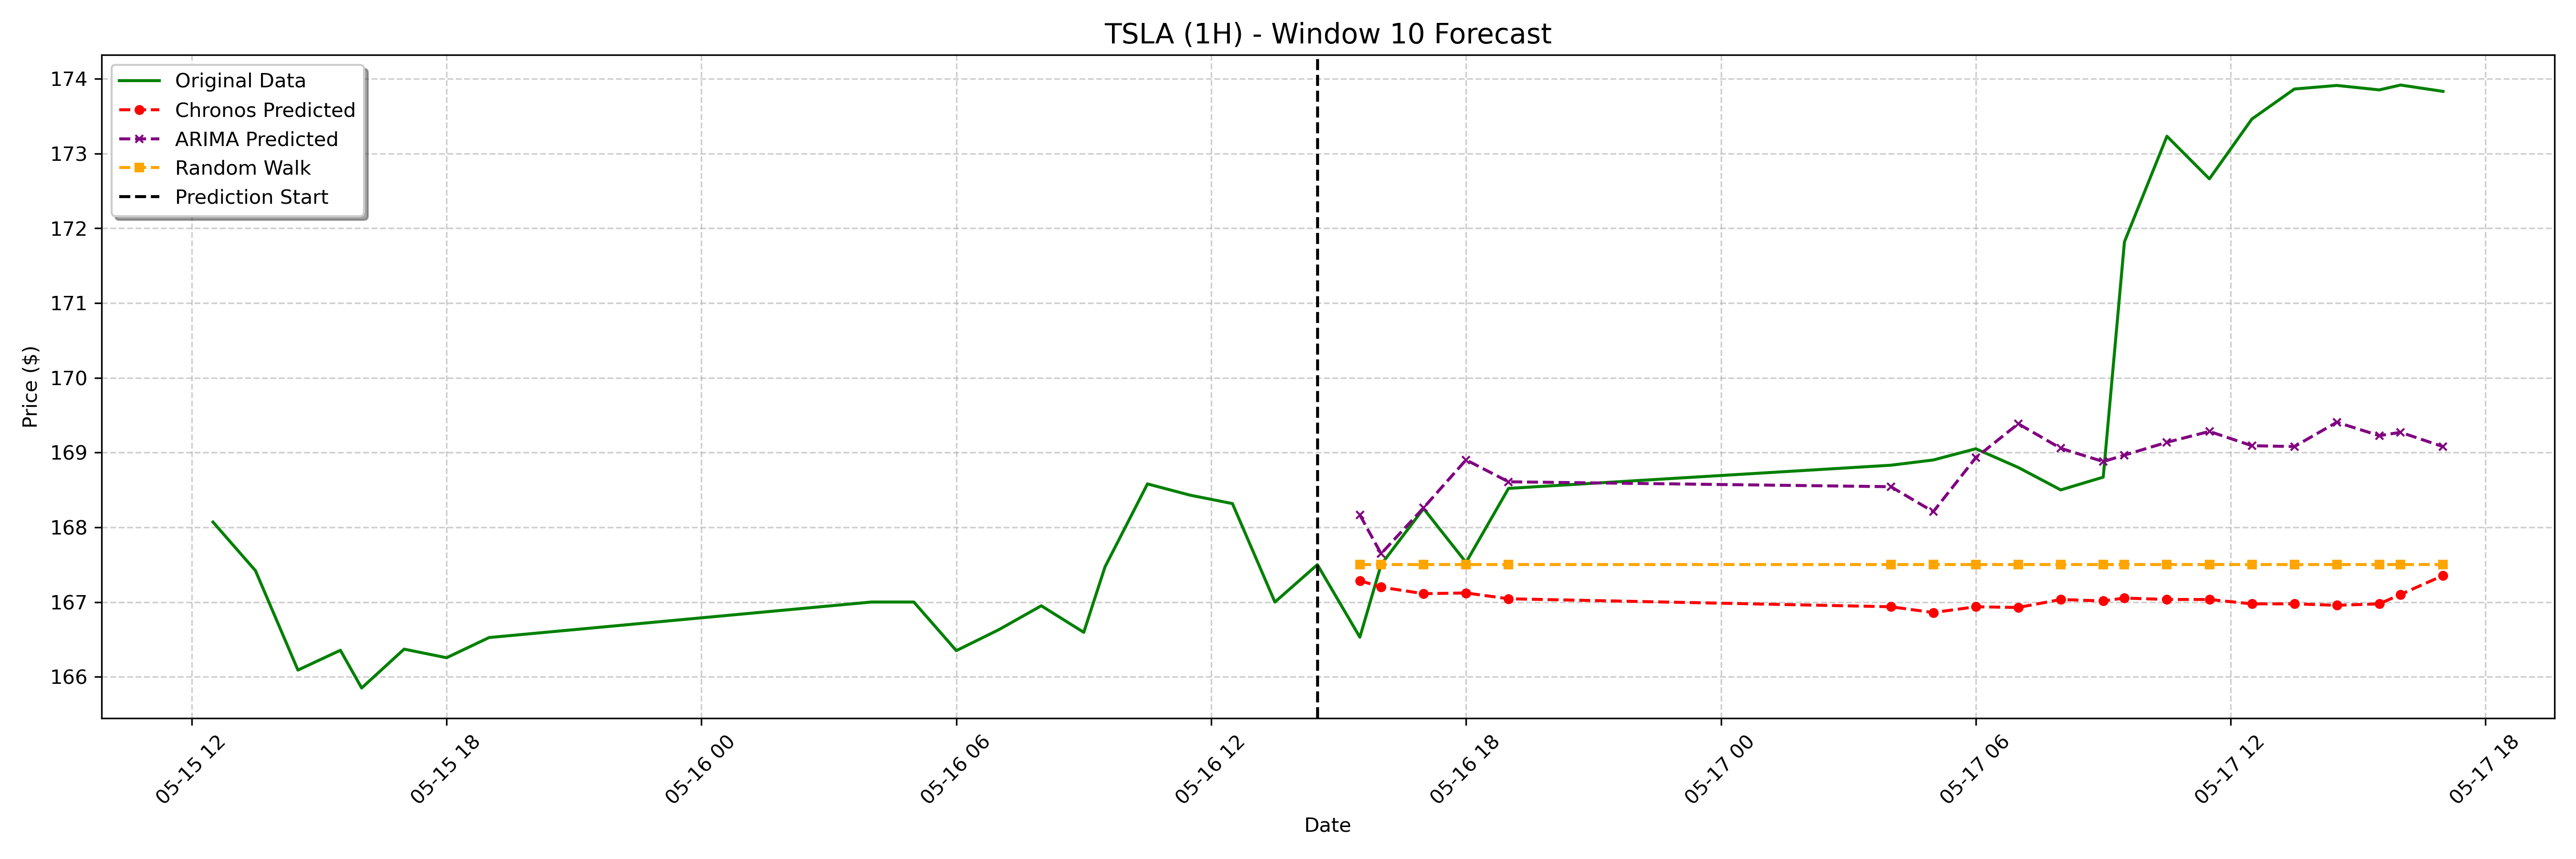 TSLA (1H) - Window 10 Forecast
Original Data
Chronos Predicted
ARIMA Predicted
Random Walk
Prediction Start
Price ($)
174
173
172
171
170
169
168
167
166
05-15 12
05-15 18
05-16 00
05-16 06
05-16 12
05-16 18
05-17 00
05-17 06
05-17 12
05-17 18
Date